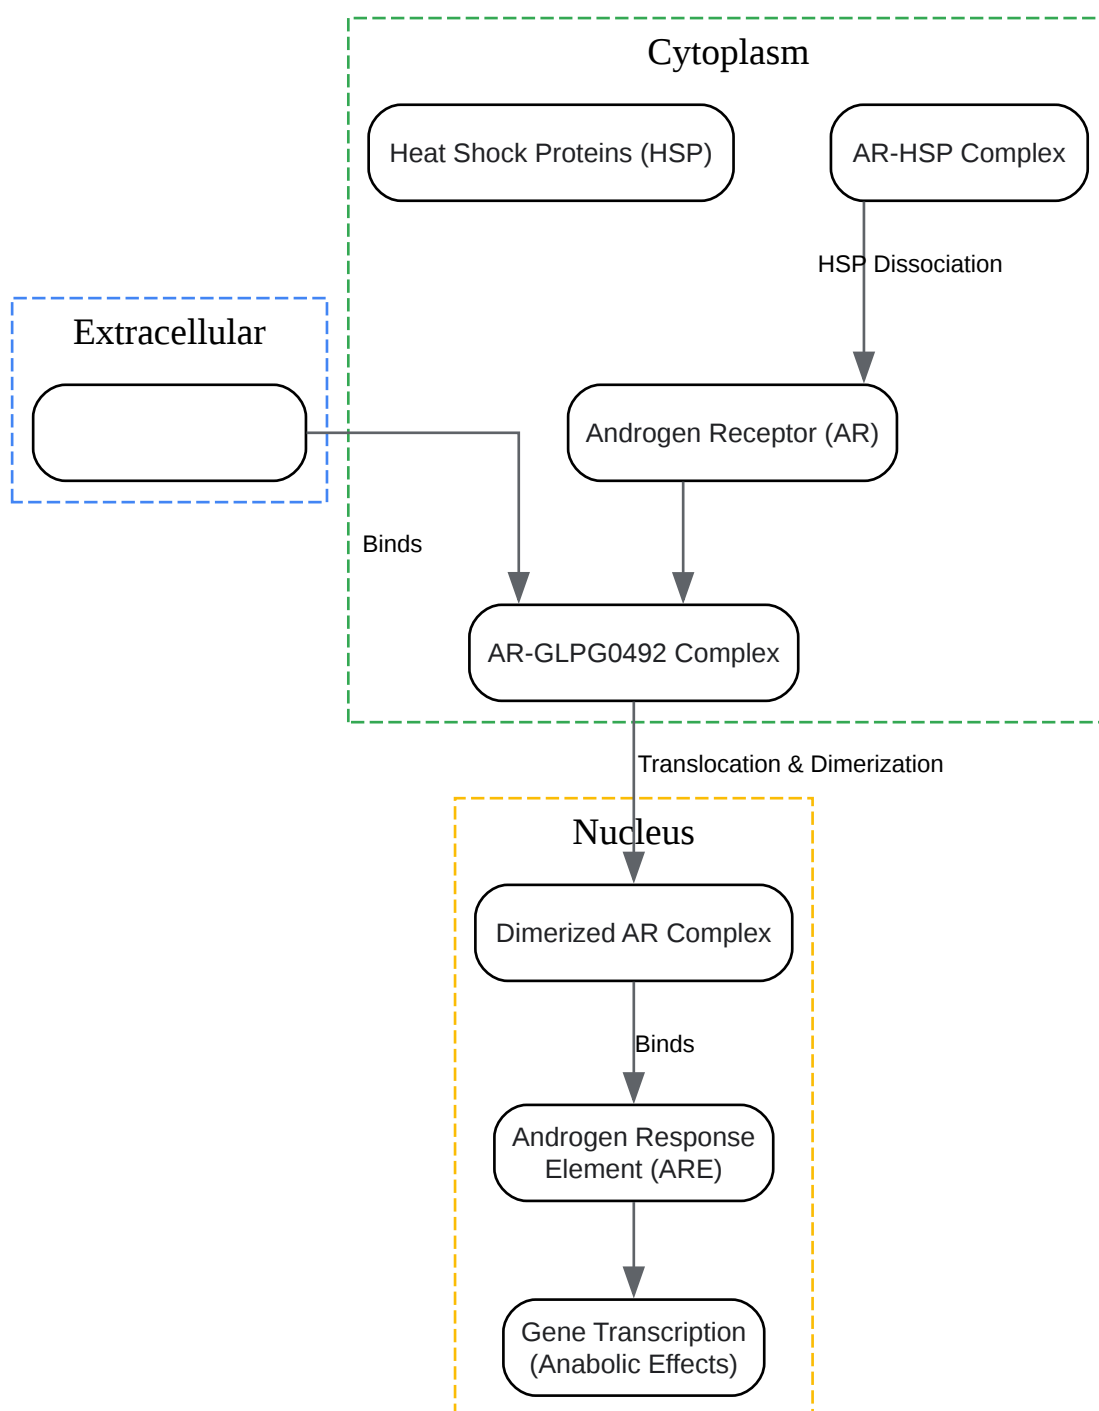 Cytoplasm
Heat Shock Proteins (HSP)
AR-HSP Complex
HSP Dissociation
Extracellular
Androgen Receptor (AR)
Binds
AR-GLPG0492 Complex
Translocation & Dimerization
Nucleus
Dimerized AR Complex
Binds
Androgen Response
Element (ARE)
Gene Transcription
(Anabolic Effects)